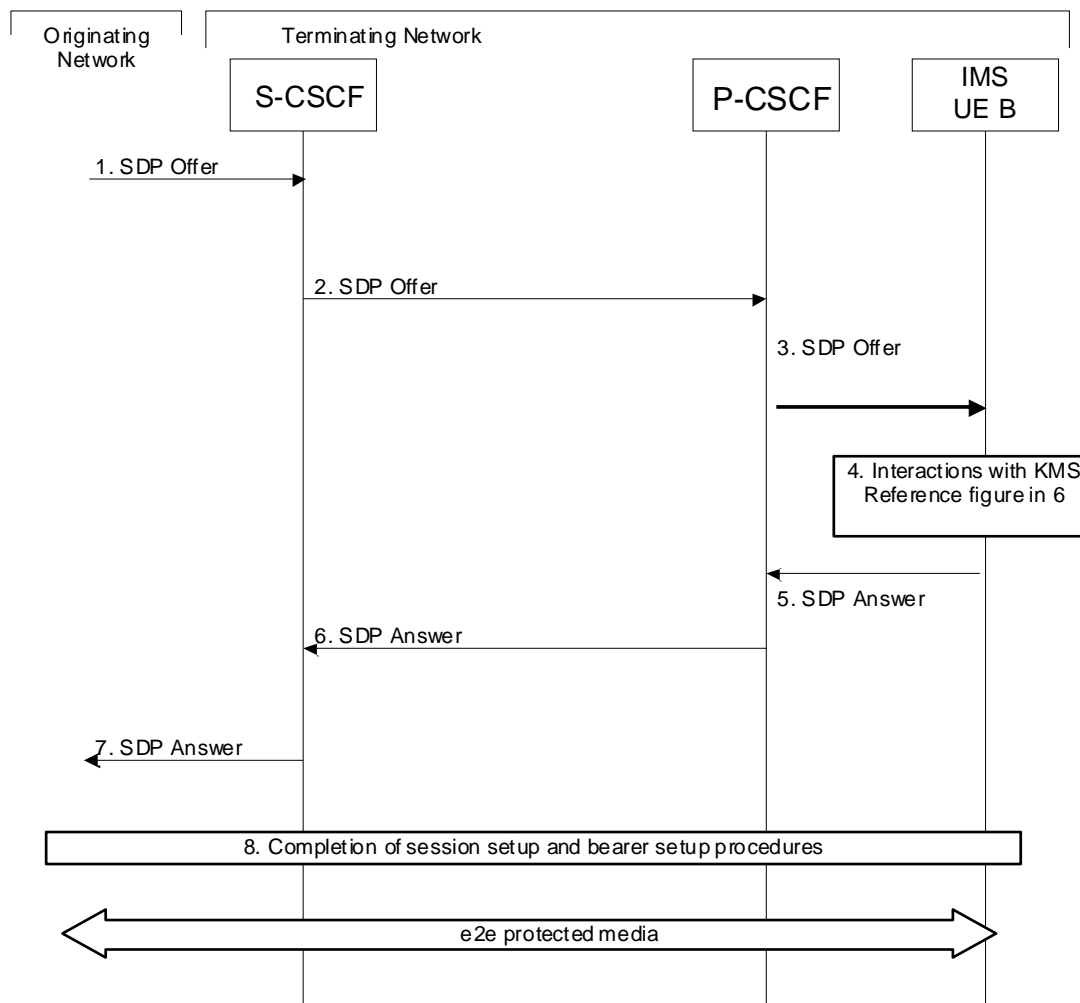 Originating
Network
Terminating Network
S-CSCF
P-CSCF
IMS
UE B
1. SDP Offer
2. SDP Offer
3. SDP Offer
4. Interactions with KMS
Reference figure in 6
5. SDP Answer
6. SDP Answer
7. SDP Answer
8. Completion of session setup and bearer setup procedures
e2e protected media